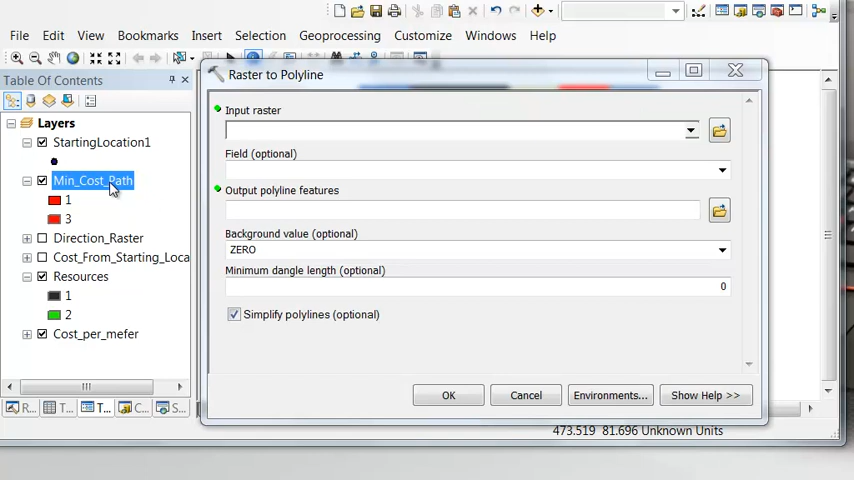 File Edit View Bookmarks Insert Selection Geoprocessing Customize Windows Help
Table Of Contents
Layers
StartingLocation1
Min_Cost_Path
1
3
Direction_Raster
Cost_From_Starting_Loca
Resources
1
2
Cost_per_mefer
R... T... T... C... S...
Raster to Polyline
Input raster
Field (optional)
Output polyline features
Background value (optional)
ZERO
Minimum dangle length (optional)
0
Simplify polylines (optional)
OK Cancel Environments... Show Help >>
473.519 81.696 Unknown Units